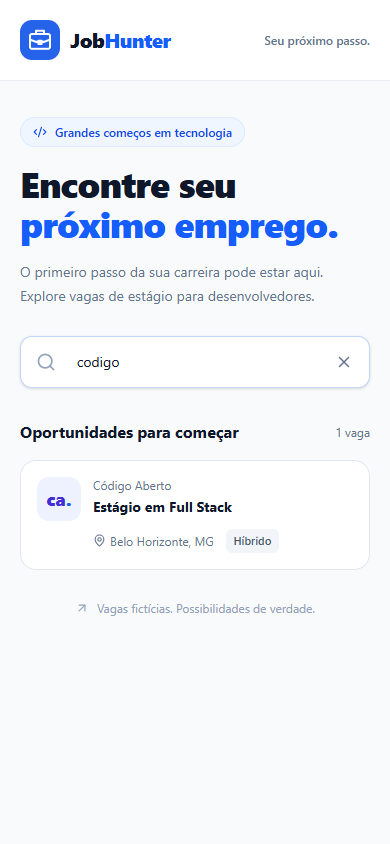 JobHunter
Seu próximo passo.
Grandes começos em tecnologia
Encontre seu
próximo emprego.
O primeiro passo da sua carreira pode estar aqui.
Explore vagas de estágio para desenvolvedores.
codigo
Oportunidades para começar
1 vaga
ca.
Código Aberto
Estágio em Full Stack
Belo Horizonte, MG
Híbrido
Vagas fictícias. Possibilidades de verdade.